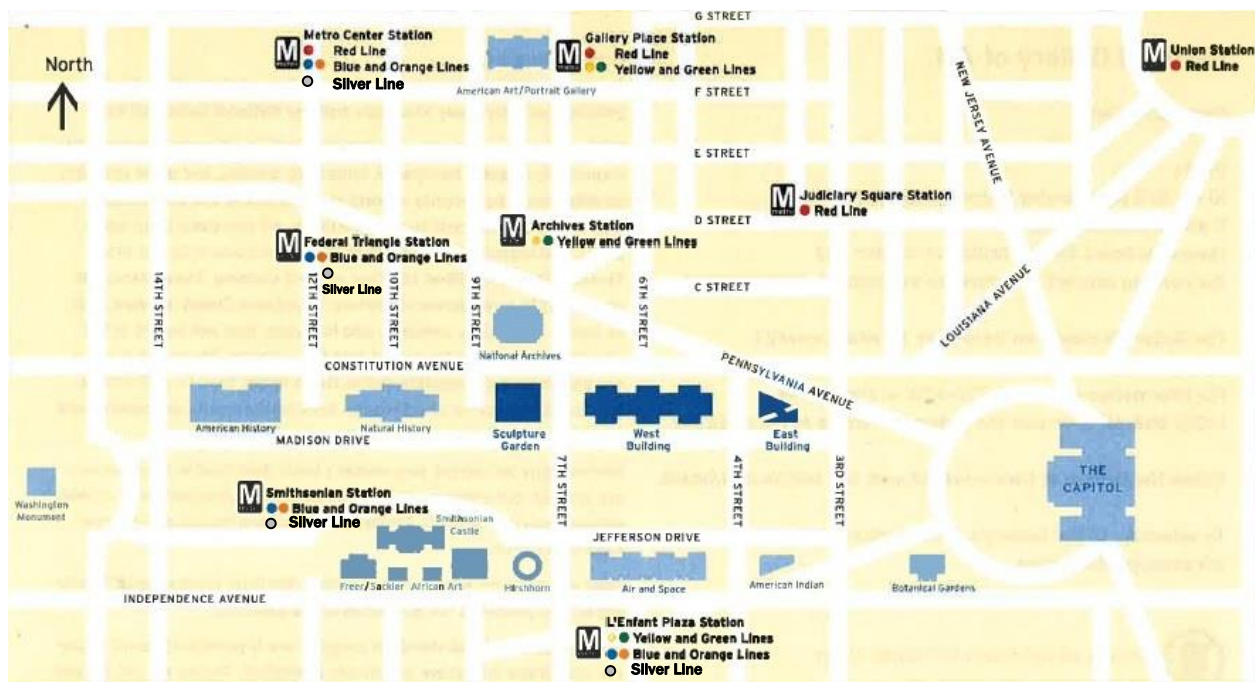 G STREET
Metro Center Station
Red Line
Blue and Orange Lines
Silver Line
Gallery Place Station
Red Line
Yellow and Green Lines
Union Station
Red Line
North
American Art/Portrait Gallery
F STREET
NEW JERSEY AVENUE
E STREET
Judiciary Square Station
Red Line
D STREET
Archives Station
Yellow and Green Lines
Federal Triangle Station
Blue and Orange Lines
Silver Line
14TH STREET
12TH STREET
10TH STREET
9TH STREET
6TH STREET
C STREET
LOUISIANA AVENUE
National Archives
CONSTITUTION AVENUE
PENNSYLVANIA AVENUE
American History
Natural History
Sculpture
Garden
West
Building
East
Building
MADISON DRIVE
7TH STREET
4TH STREET
3RD STREET
THE
CAPITOL
Washington
Monument
Smithsonian Station
Blue and Orange Lines
Silver Line
Smithsonian
Castle
JEFFERSON DRIVE
Freer/Sackler
African Art
Hirshhorn
Air and Space
American Indian
Botanical Gardens
INDEPENDENCE AVENUE
L'Enfant Plaza Station
Yellow and Green Lines
Blue and Orange Lines
Silver Line